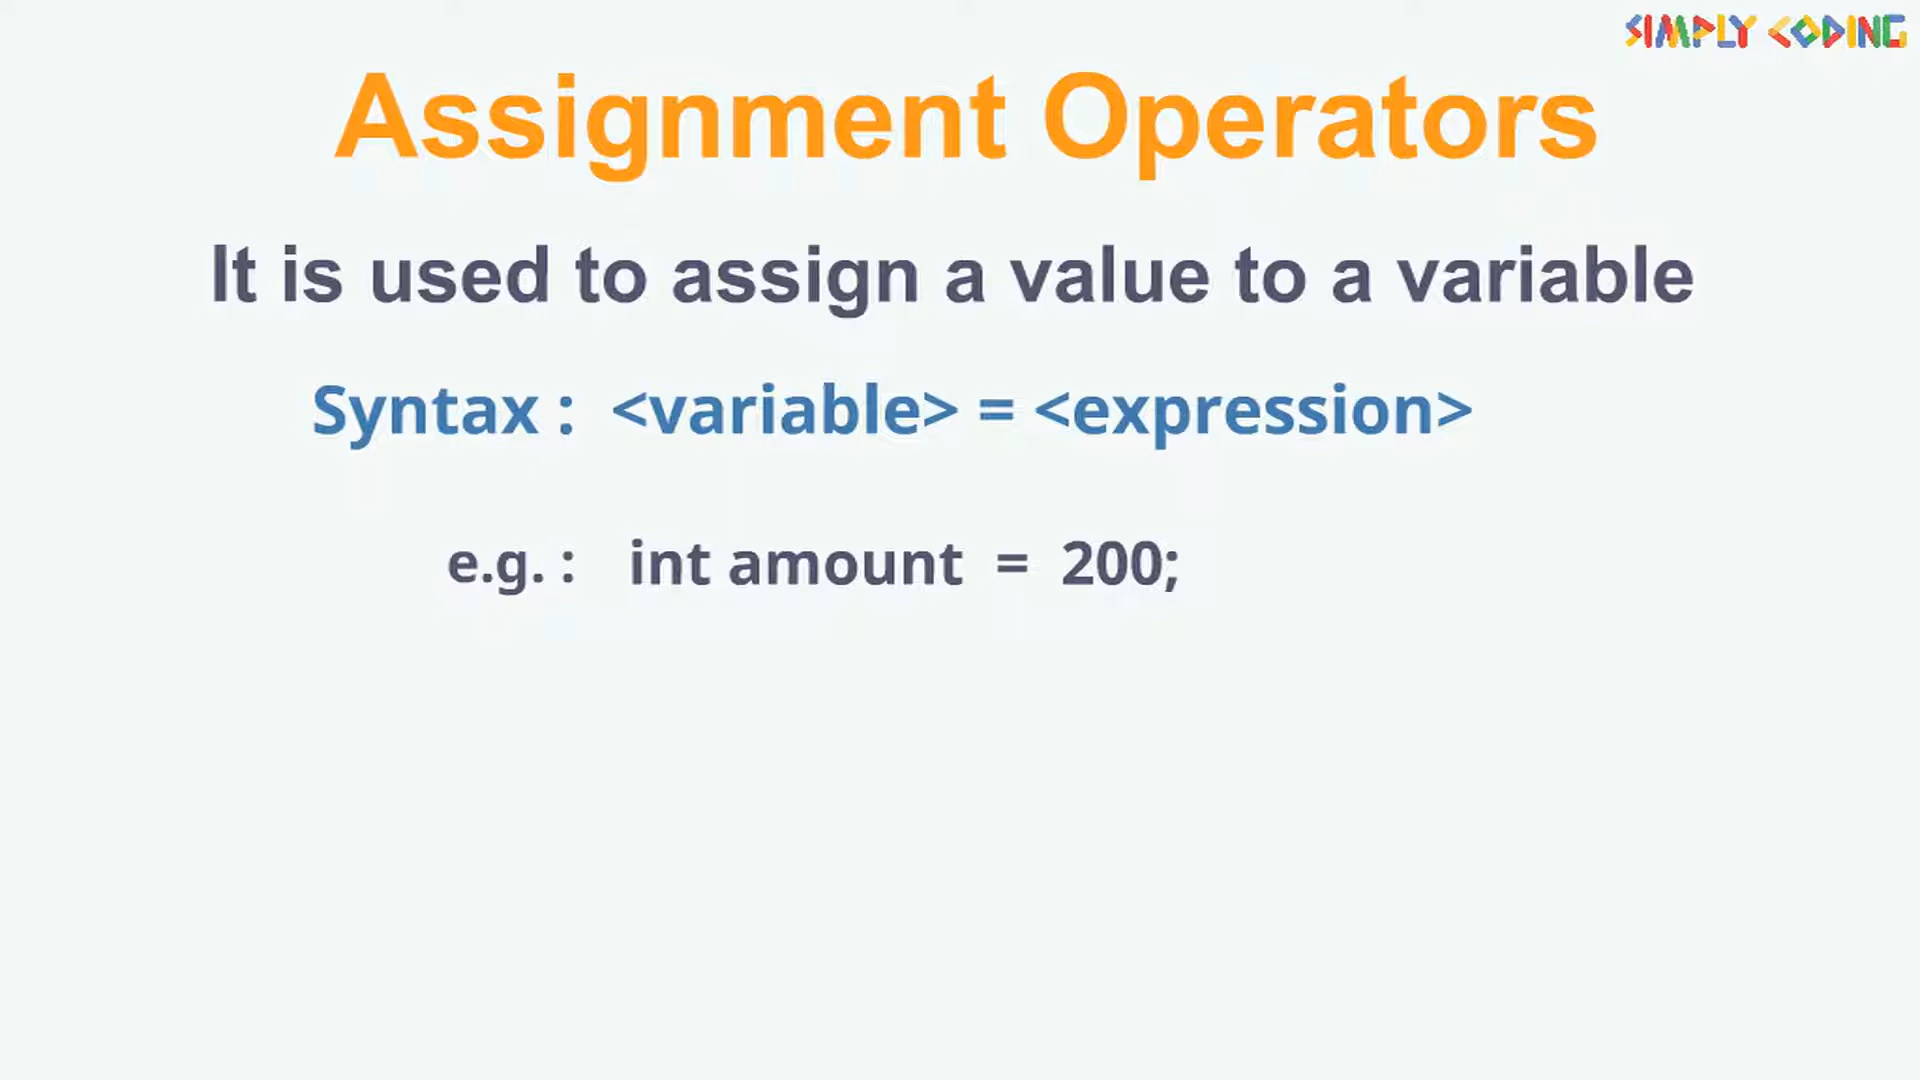 SIMPLY CODING
Assignment Operators
It is used to assign a value to a variable
Syntax : <variable> = <expression>
e.g. : int amount = 200;